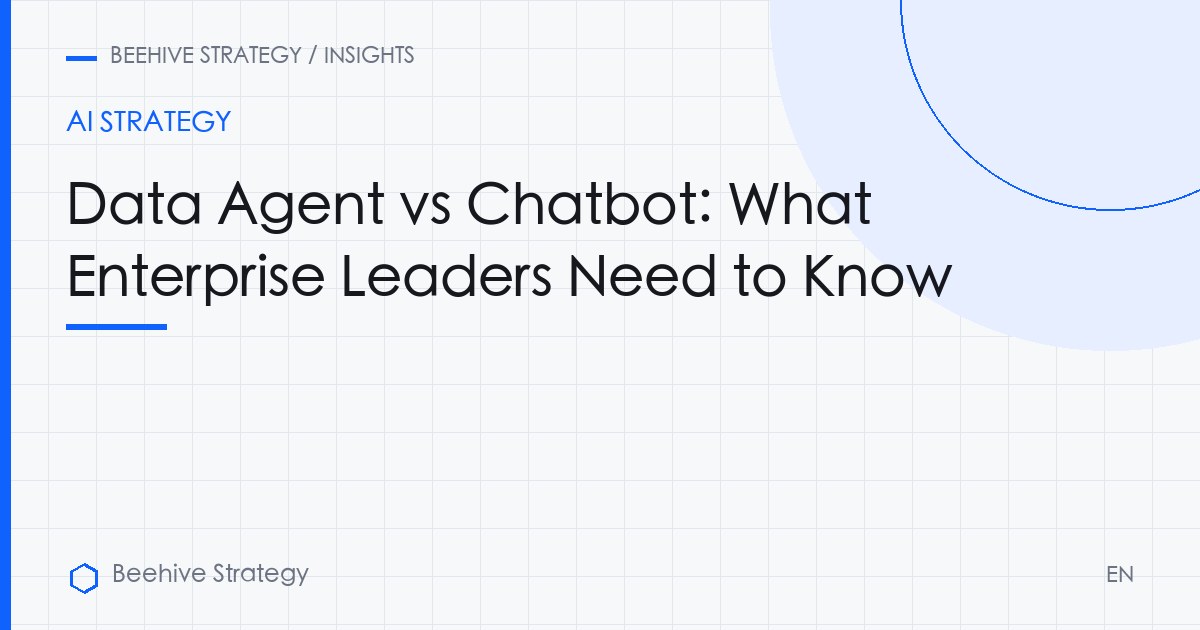 BEEHIVE STRATEGY / INSIGHTS
AI STRATEGY
Data Agent vs Chatbot: What
Enterprise Leaders Need to Know
Beehive Strategy
EN